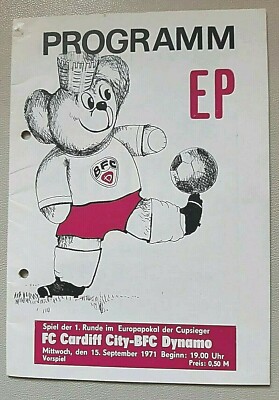 PROGRAMM
EP
BFC
D
Spiel der 1. Runde im Europapokal der Cupsieger
FC Cardiff City-BFC Dynamo
Mittwoch, den 15. September 1971 Beginn: 19.00 Uhr
Vorspiel Preis: 0,50 M